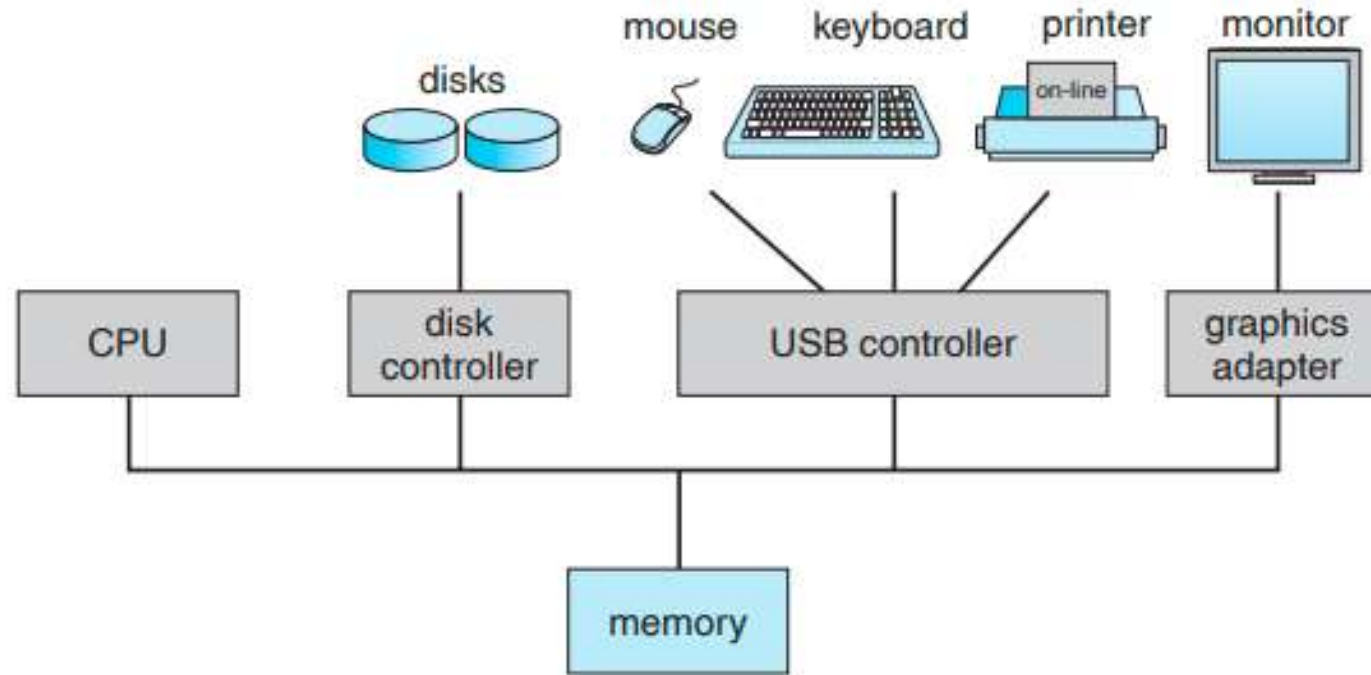 mouse keyboard printer monitor
disks
on-line
CPU
disk
controller
USB controller
graphics
adapter
memory